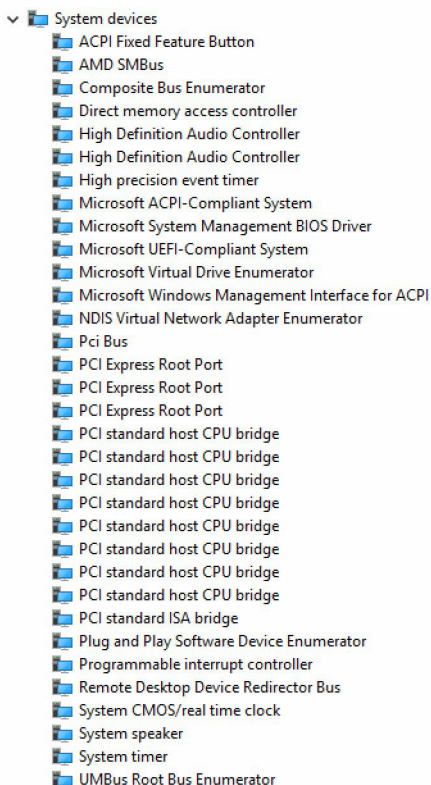 System devices
ACPI Fixed Feature Button
AMD SMBus
Composite Bus Enumerator
Direct memory access controller
High Definition Audio Controller
High Definition Audio Controller
High precision event timer
Microsoft ACPI-Compliant System
Microsoft System Management BIOS Driver
Microsoft UEFI-Compliant System
Microsoft Virtual Drive Enumerator
Microsoft Windows Management Interface for ACPI
NDIS Virtual Network Adapter Enumerator
Pci Bus
PCI Express Root Port
PCI Express Root Port
PCI Express Root Port
PCI standard host CPU bridge
PCI standard host CPU bridge
PCI standard host CPU bridge
PCI standard host CPU bridge
PCI standard host CPU bridge
PCI standard host CPU bridge
PCI standard host CPU bridge
PCI standard host CPU bridge
PCI standard ISA bridge
Plug and Play Software Device Enumerator
Programmable interrupt controller
Remote Desktop Device Redirector Bus
System CMOS/real time clock
System speaker
System timer
UMBus Root Bus Enumerator